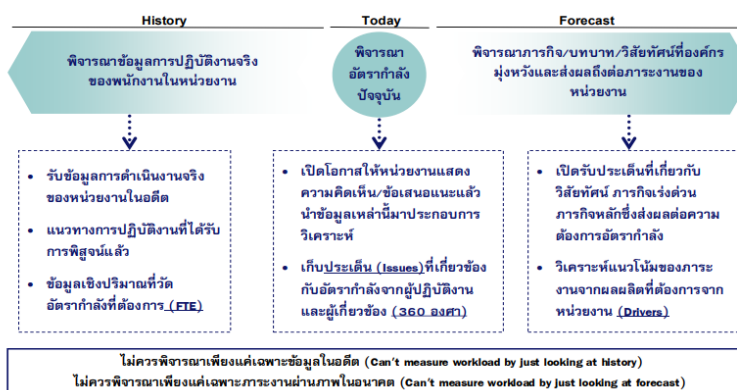 History
Today
Forecast
พิจารณาข้อมูลการปฏิบัติงานจริง
ของพนักงานในหน่วยงาน
พิจารณา
อัตรากำลัง
ปัจจุบัน
พิจารณาภารกิจ/บทบาท/วิสัยทัศน์ที่องค์กร
มุ่งหวังและส่งผลถึงต่อภาระงานของ
หน่วยงาน
• รับข้อมูลการดำเนินงานจริง
ของหน่วยงานในอดีต
• แนวทางการปฏิบัติงานที่ได้รับ
การพิสูจน์แล้ว
• ข้อมูลเชิงปริมาณที่วัด
อัตรากำลังที่ต้องการ (FTE)
• เปิดโอกาสให้หน่วยงานแสดง
ความคิดเห็น/ข้อเสนอแนะแล้ว
นำข้อมูลเหล่านี้มาประกอบการ
วิเคราะห์
• เก็บประเด็น (Issues)ที่เกี่ยวข้อง
กับอัตรากำลังจากผู้ปฏิบัติงาน
และผู้เกี่ยวข้อง (360 องศา)
• เปิดรับประเด็นที่เกี่ยวกับ
วิสัยทัศน์ ภารกิจเร่งด่วน
ภารกิจหลักซึ่งส่งผลต่อความ
ต้องการอัตรากำลัง
• วิเคราะห์แนวโน้มของภาระ
งานจากผลผลิตที่ต้องการจาก
หน่วยงาน (Drivers)
ไม่ควรพิจารณาเพียงแค่เฉพาะข้อมูลในอดีต (Can't measure workload by just looking at history)
ไม่ควรพิจารณาเพียงแค่เฉพาะภาระงานผ่านภาพในอนาคต (Can't measure workload by just looking at forecast)